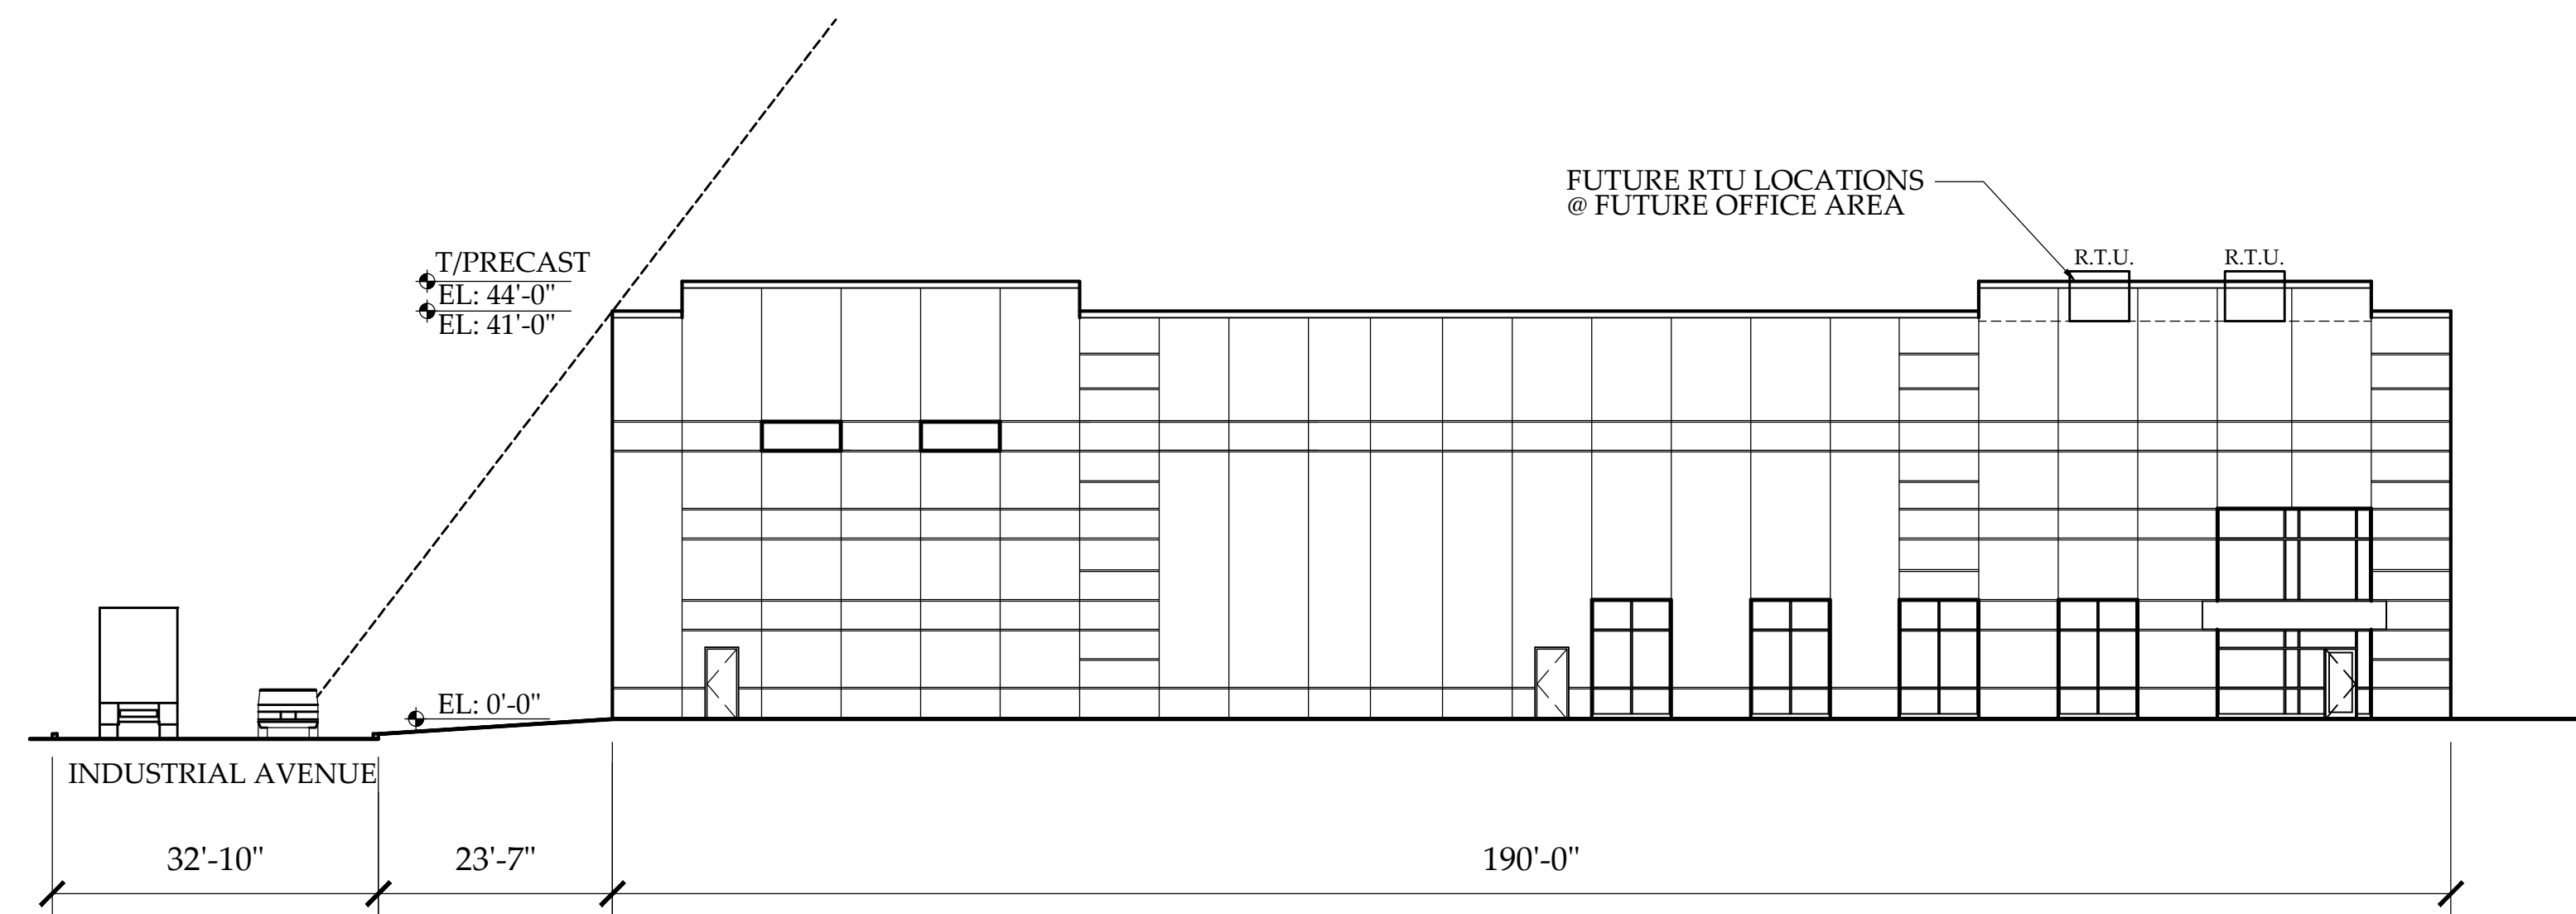 FUTURE RTU LOCATIONS
@ FUTURE OFFICE AREA
R.T.U.
R.T.U.
T/PRECAST
EL: 44'-0"
EL: 41'-0"
EL: 0'-0"
INDUSTRIAL AVENUE
32'-10"
23'-7"
190'-0"